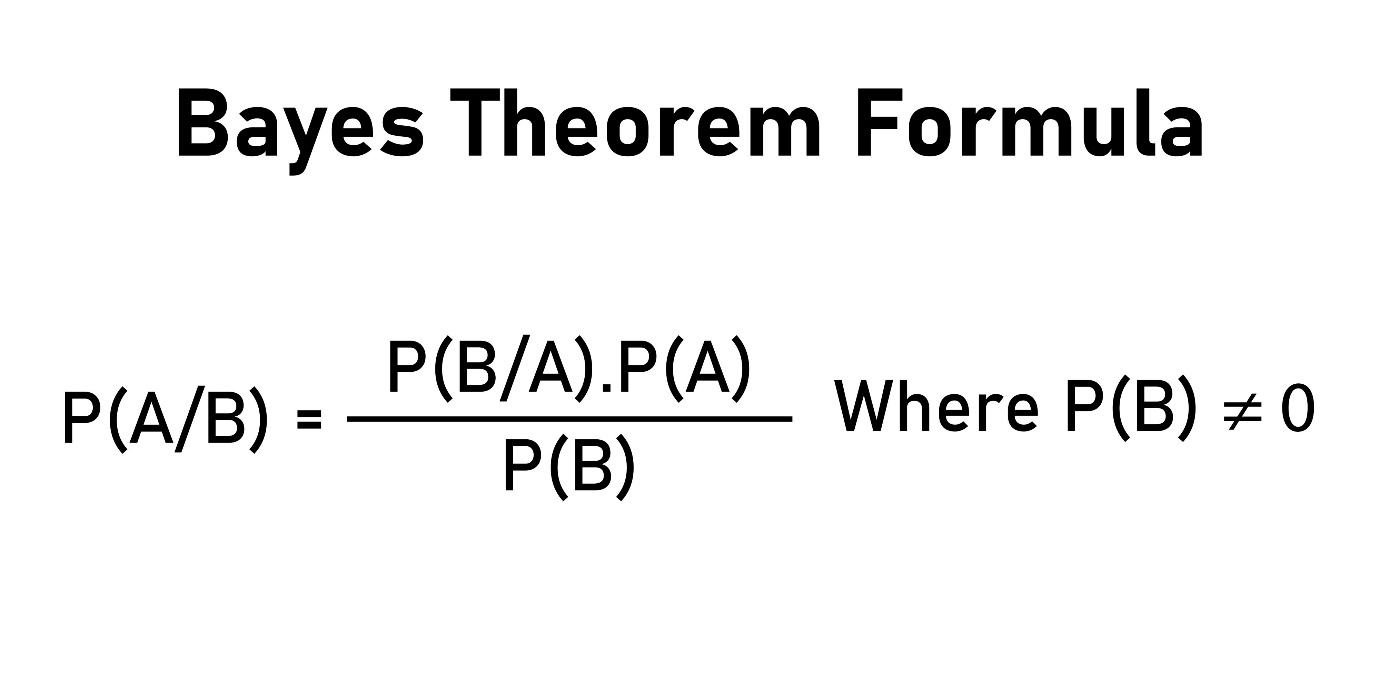 Bayes Theorem Formula
P(A/B) = P(B/A).P(A) Where P(B) ≠ 0
P(B)